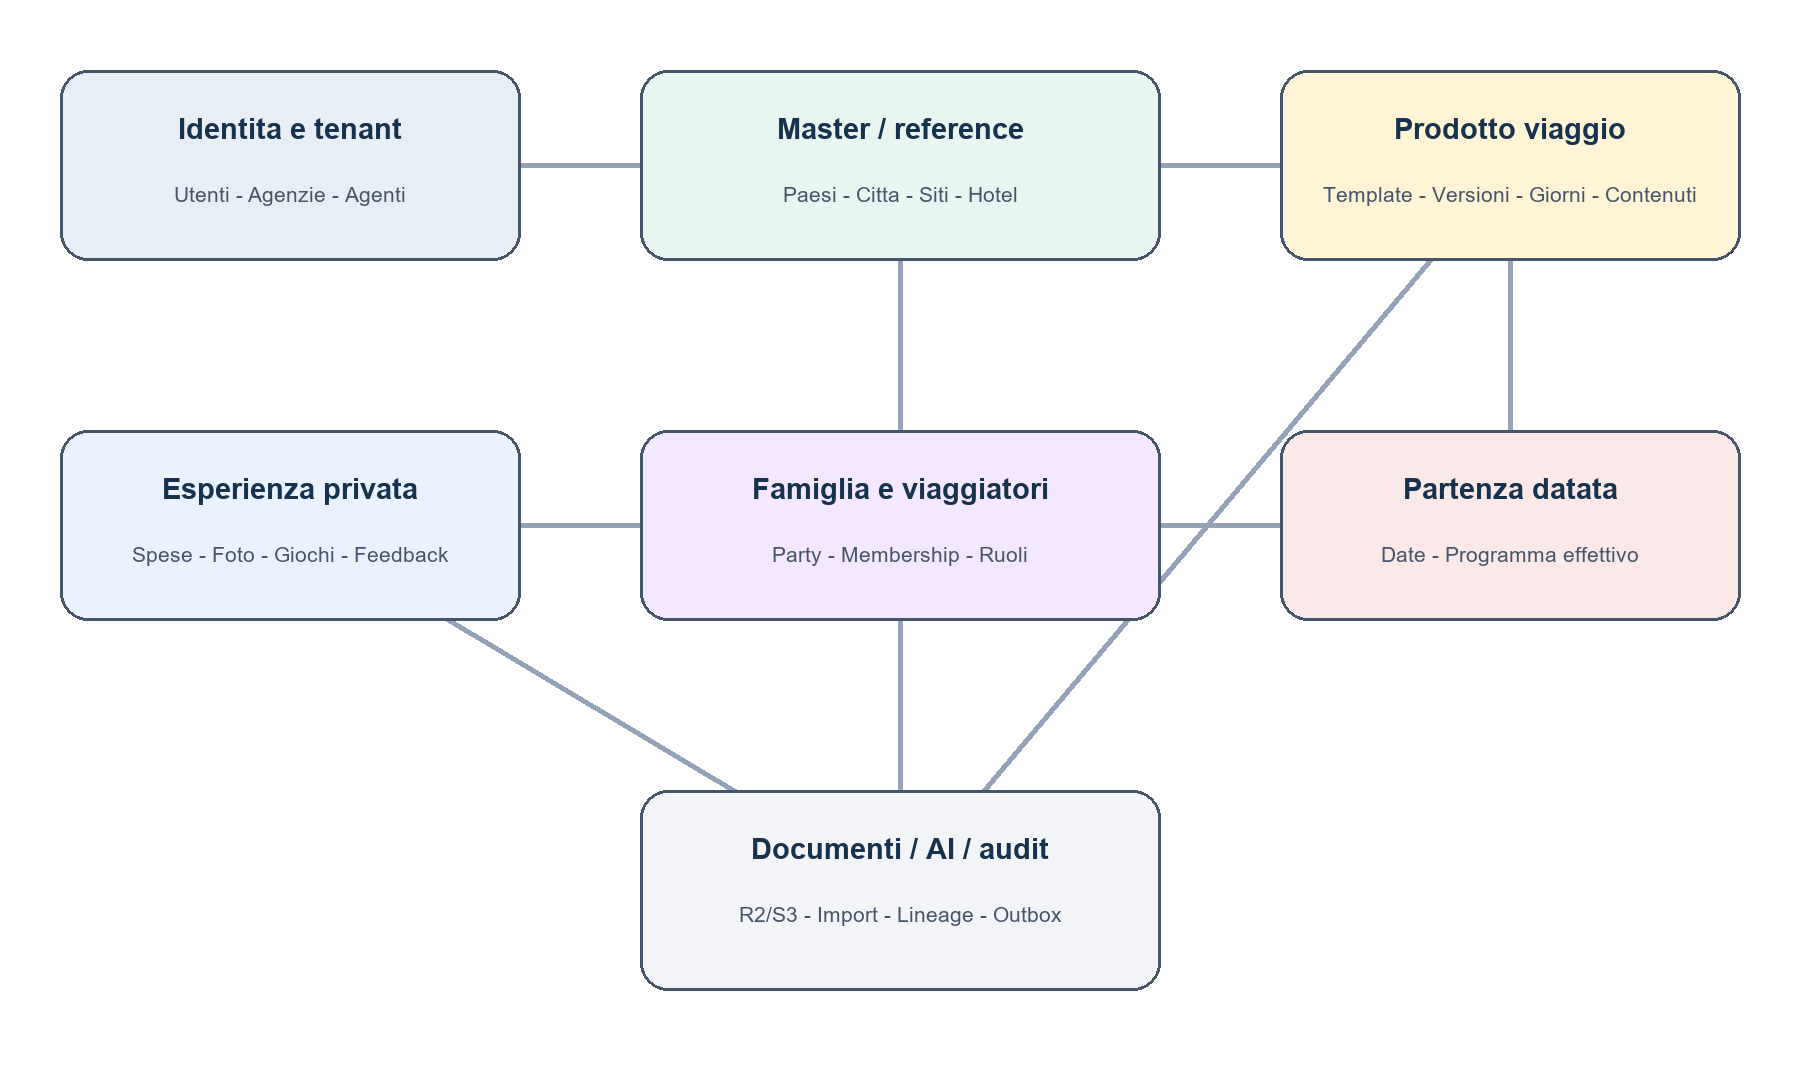 Identita e tenant
Utenti - Agenzie - Agenti
Master / reference
Paesi - Citta - Siti - Hotel
Prodotto viaggio
Template - Versioni - Giorni - Contenuti
Esperienza privata
Spese - Foto - Giochi - Feedback
Famiglia e viaggiatori
Party - Membership - Ruoli
Partenza datata
Date - Programma effettivo
Documenti / AI / audit
R2/S3 - Import - Lineage - Outbox